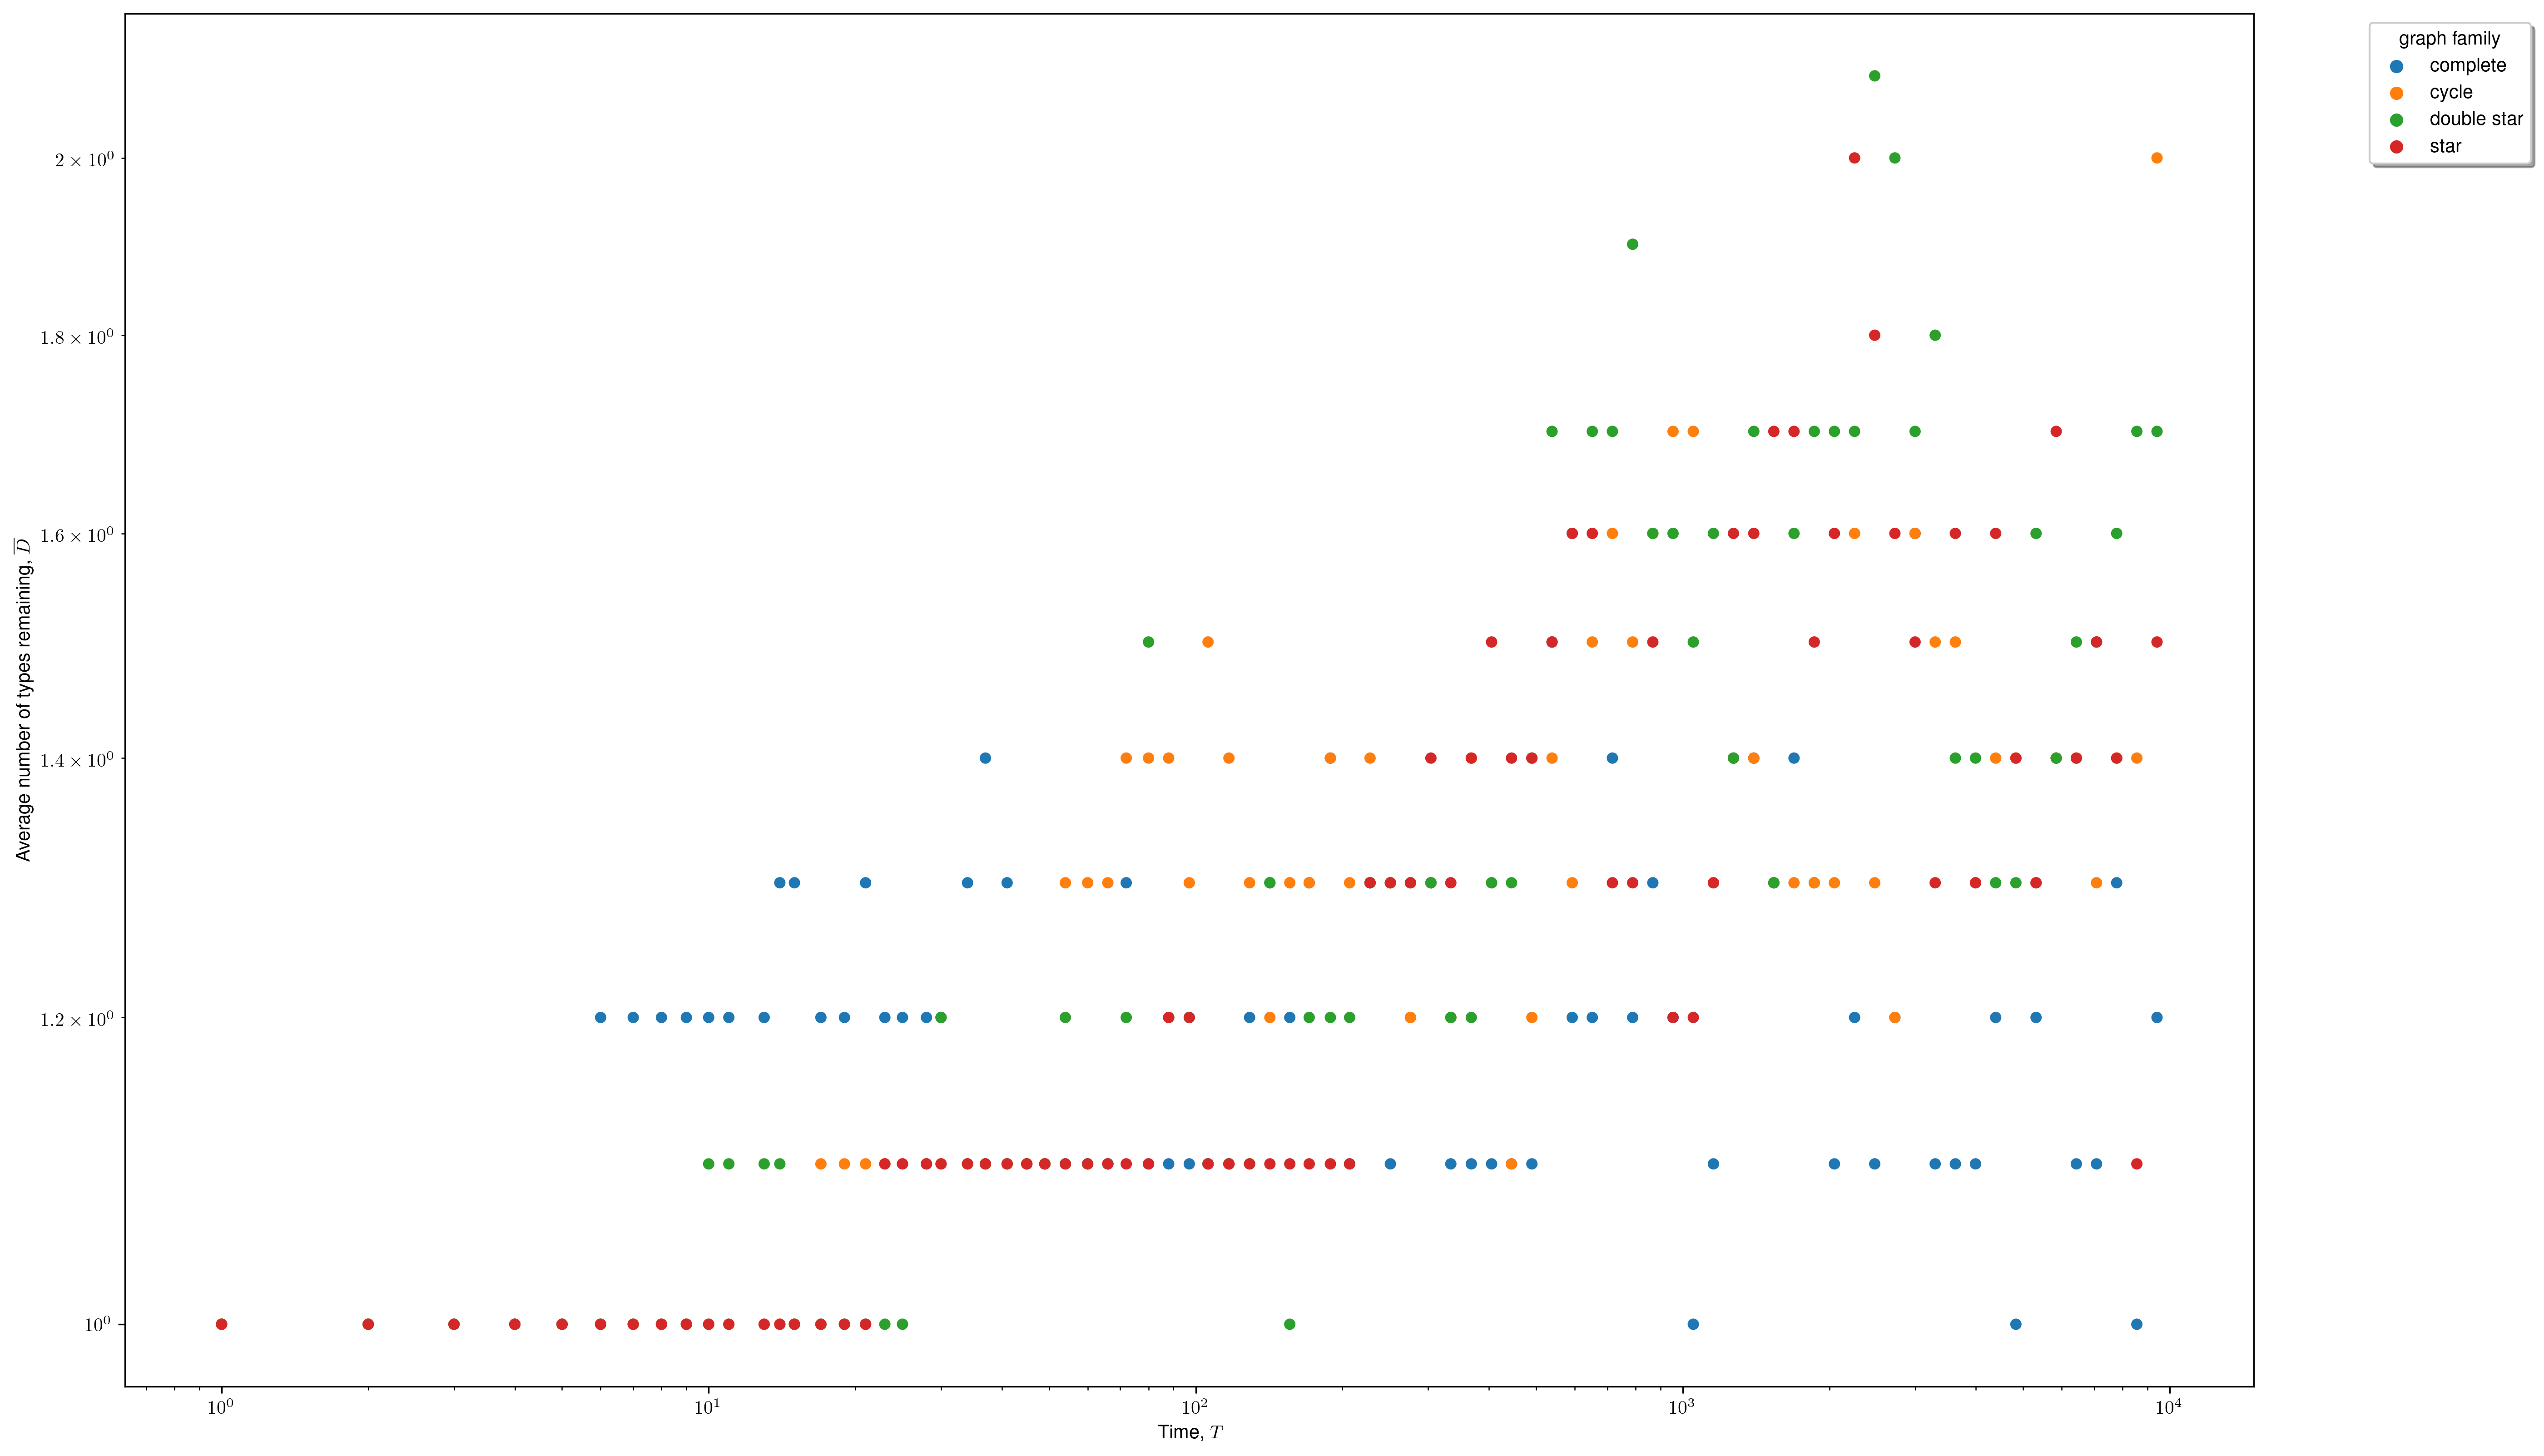 graph family
complete
cycle
double star
star
2 × 10⁰
1.8 × 10⁰
1.6 × 10⁰
1.4 × 10⁰
1.2 × 10⁰
10⁰
Average number of types remaining, D̅
10⁰ 10¹ 10² 10³ 10⁴
Time, T